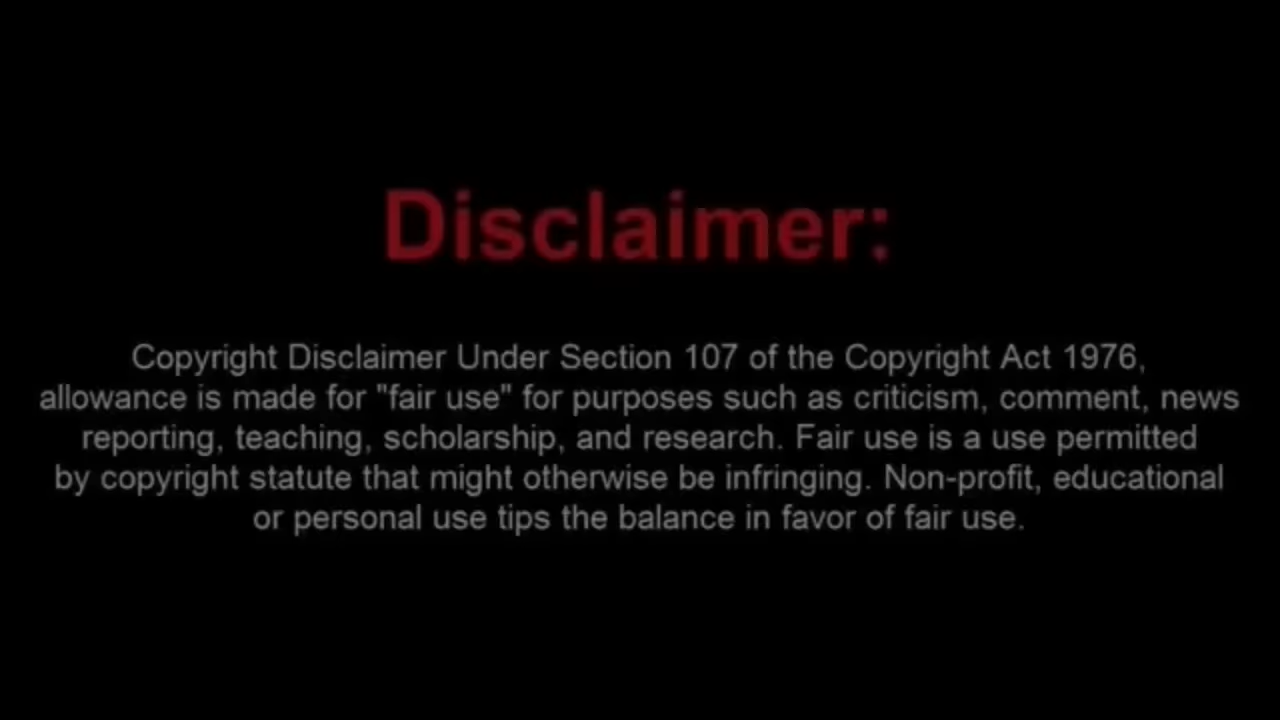 Disclaimer:
Copyright Disclaimer Under Section 107 of the Copyright Act 1976,
allowance is made for "fair use" for purposes such as criticism, comment, news
reporting, teaching, scholarship, and research. Fair use is a use permitted
by copyright statute that might otherwise be infringing. Non-profit, educational
or personal use tips the balance in favor of fair use.